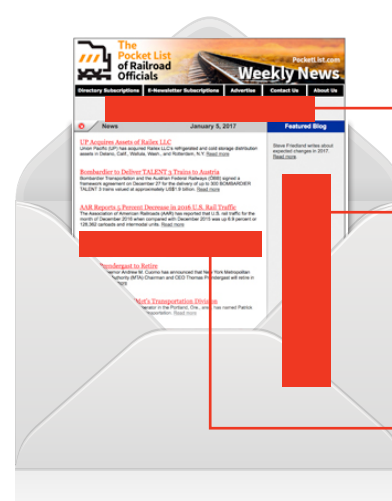 The
Pocket List
of Railroad
Officials
PocketList.com
Weekly News
Directory Subscriptions E-Newsletter Subscriptions Advertise Contact Us About Us
News January 5, 2017 Featured Blog
UP Acquires Assets of Railex LLC
Union Pacific (UP) has acquired Railex LLC's refrigerated and cold storage distribution
assets in Delano, Calif., Wallula, Wash., and Rotterdam, N.Y. Read more
Steve Friedland writes about
expected changes in 2017.
Read more
Bombardier to Deliver TALENT 3 Trains to Austria
Bombardier Transportation and the Austrian Federal Railways (ÖBB) signed a
framework agreement on December 27 for the delivery of up to 300 BOMBARDIER
TALENT 3 trains valued at approximately US$1.9 billion. Read more
AAR Reports 5 Percent Decrease in 2016 U.S. Rail Traffic
The Association of American Railroads (AAR) has reported that U.S. rail traffic for the
month of December 2016 when compared with December 2015 was up 6.9 percent or
carloads and intermodal units. Read more
to Retire
Andrew M. Cuomo has announced that New York Metropolitan
Authority (MTA) Chairman and CEO Thomas Prendergast will retire in
Transportation Division
in the Portland, Ore., area, has named Patrick
Read more